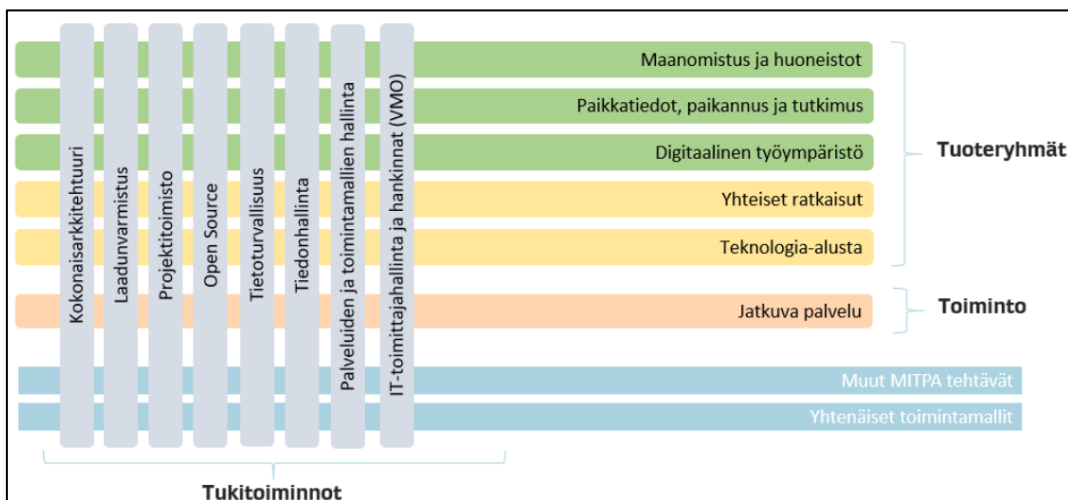 Maanomistus ja huoneistot
Paikkatiedot, paikannus ja tutkimus
Digitaalinen työympäristö
Yhteiset ratkaisut
Teknologia-alusta
Tuoteryhmät
Jatkuva palvelu
Toiminto
Muut MITPA tehtävät
Yhtenäiset toimintamallit
Kokonaisarkkitehtuuri
Laadunvarmistus
Projektitoimisto
Open Source
Tietoturvallisuus
Tiedonhallinta
Palveluiden ja toimintamallien hallinta
IT-toimittajahallinta ja hankinnat (VMO)
Tukitoiminnot